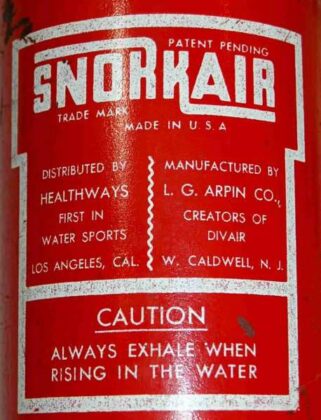 PATENT PENDING
SNORKAIR
TRADE MARK
MADE IN U.S.A
DISTRIBUTED BY
HEALTHWAYS
FIRST IN
WATER SPORTS
LOS ANGELES, CAL.
MANUFACTURED BY
L. G. ARPIN CO.,
CREATORS OF
DIVAIR
W. CALDWELL, N. J.
CAUTION
ALWAYS EXHALE WHEN
RISING IN THE WATER